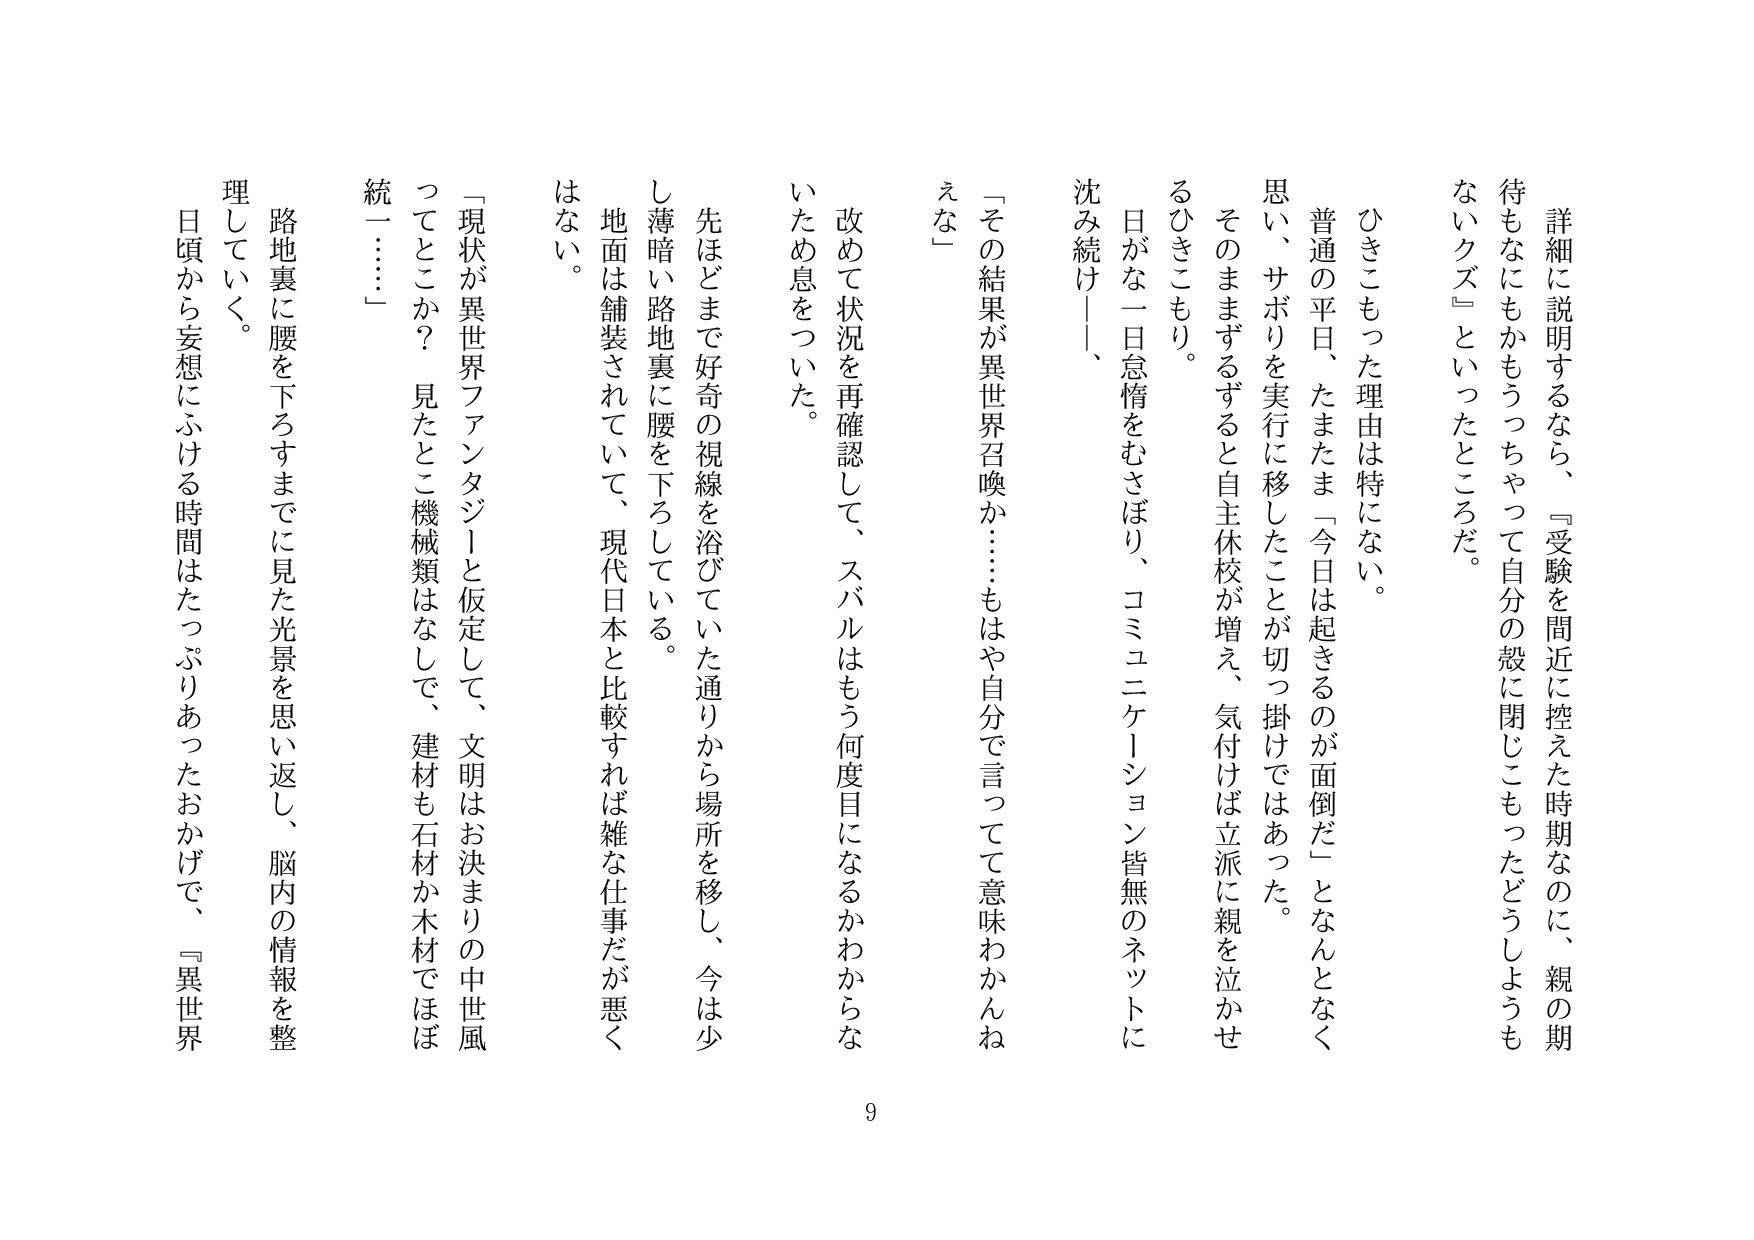 詳細に説明するなら、『受験を間近に控えた時期なのに、親の期
待もなにもかもうっちゃって自分の殻に閉じこもったどうしようも
ないクズ』といったところだ。
　ひきこもった理由は特にない。
　普通の平日、たまたま「今日は起きるのが面倒だ」となんとなく
思い、サボりを実行に移したことが切っ掛けではあった。
　そのままずるずると自主休校が増え、気付けば立派に親を泣かせ
るひきこもり。
　日がな一日怠惰をむさぼり、コミュニケーション皆無のネットに
沈み続け――、
「その結果が異世界召喚か……もはや自分で言ってて意味わかんね
えな」
　改めて状況を再確認して、スバルはもう何度目になるかわからな
いため息をついた。
　先ほどまで好奇の視線を浴びていた通りから場所を移し、今は少
し薄暗い路地裏に腰を下ろしている。
　地面は舗装されていて、現代日本と比較すれば雑な仕事だが悪く
はない。
「現状が異世界ファンタジーと仮定して、文明はお決まりの中世風
ってとこか？　見たとこ機械類はなしで、建材も石材か木材でほぼ
統一……」
　路地裏に腰を下ろすまでに見た光景を思い返し、脳内の情報を整
理していく。
　日頃から妄想にふける時間はたっぷりあったおかげで、『異世界
9